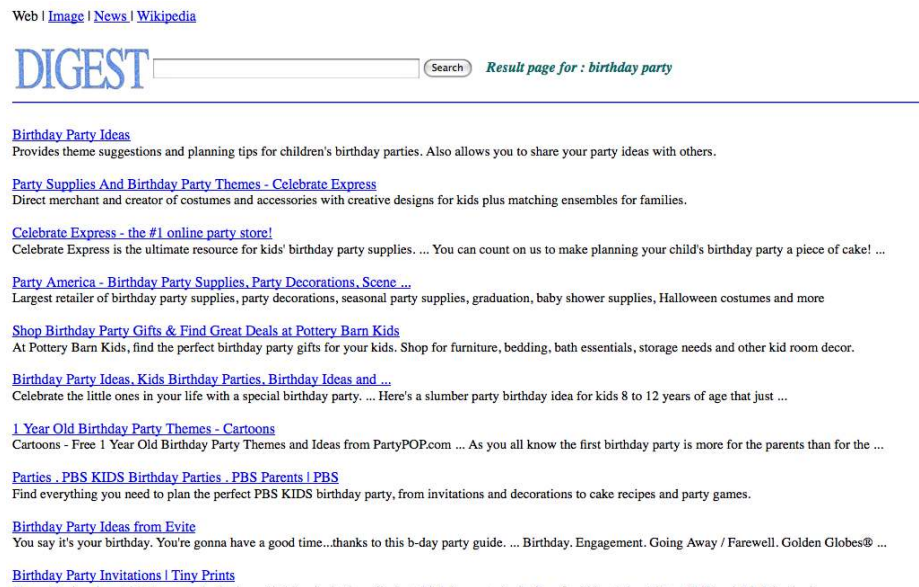 Web | Image | News | Wikipedia
DIGEST Search Result page for : birthday party
Birthday Party Ideas
Provides theme suggestions and planning tips for children's birthday parties. Also allows you to share your party ideas with others.
Party Supplies And Birthday Party Themes - Celebrate Express
Direct merchant and creator of costumes and accessories with creative designs for kids plus matching ensembles for families.
Celebrate Express - the #1 online party store!
Celebrate Express is the ultimate resource for kids' birthday party supplies. ... You can count on us to make planning your child's birthday party a piece of cake! ...
Party America - Birthday Party Supplies, Party Decorations, Scene ...
Largest retailer of birthday party supplies, party decorations, seasonal party supplies, graduation, baby shower supplies, Halloween costumes and more
Shop Birthday Party Gifts & Find Great Deals at Pottery Barn Kids
At Pottery Barn Kids, find the perfect birthday party gifts for your kids. Shop for furniture, bedding, bath essentials, storage needs and other kid room decor.
Birthday Party Ideas, Kids Birthday Parties, Birthday Ideas and ...
Celebrate the little ones in your life with a special birthday party. ... Here's a slumber party birthday idea for kids 8 to 12 years of age that just ...
1 Year Old Birthday Party Themes - Cartoons
Cartoons - Free 1 Year Old Birthday Party Themes and Ideas from PartyPOP.com ... As you all know the first birthday party is more for the parents than for the ...
Parties . PBS KIDS Birthday Parties . PBS Parents | PBS
Find everything you need to plan the perfect PBS KIDS birthday party, from invitations and decorations to cake recipes and party games.
Birthday Party Ideas from Evite
You say it's your birthday. You're gonna have a good time...thanks to this b-day party guide. ... Birthday. Engagement. Going Away / Farewell. Golden Globes® ...
Birthday Party Invitations | Tiny Prints